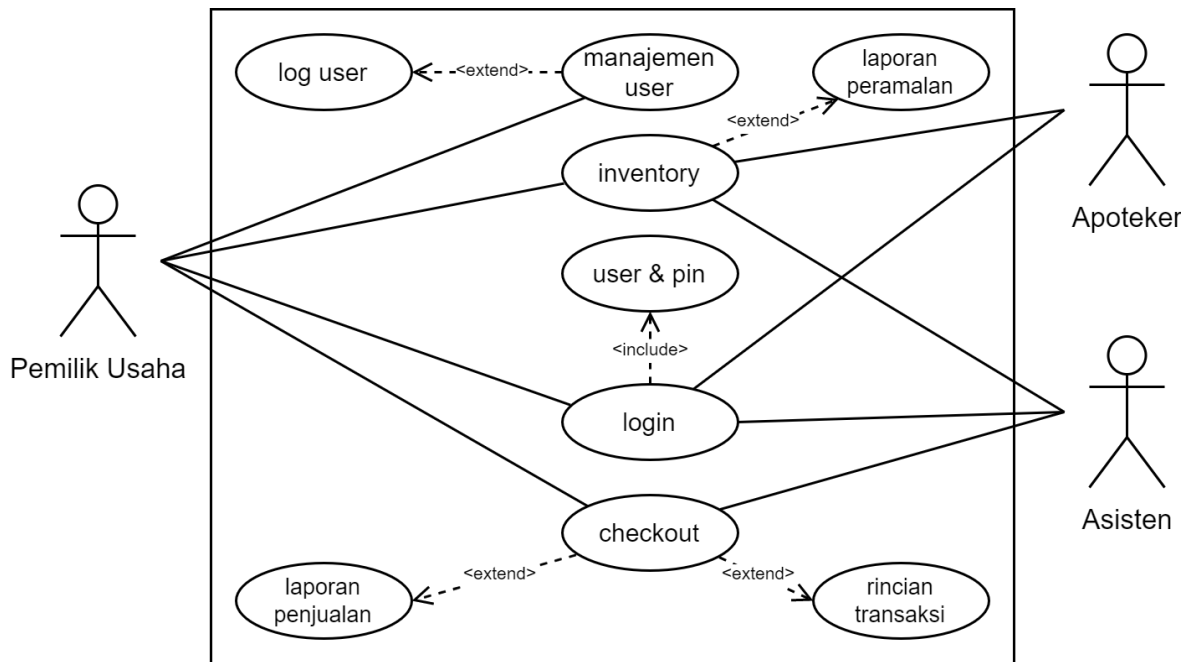 log user
<extend>
manajemen
user
laporan
peramalan
<extend>
inventory
Apoteker
user & pin
<include>
Pemilik Usaha
login
checkout
Asisten
<extend>
<extend>
laporan
penjualan
rincian
transaksi